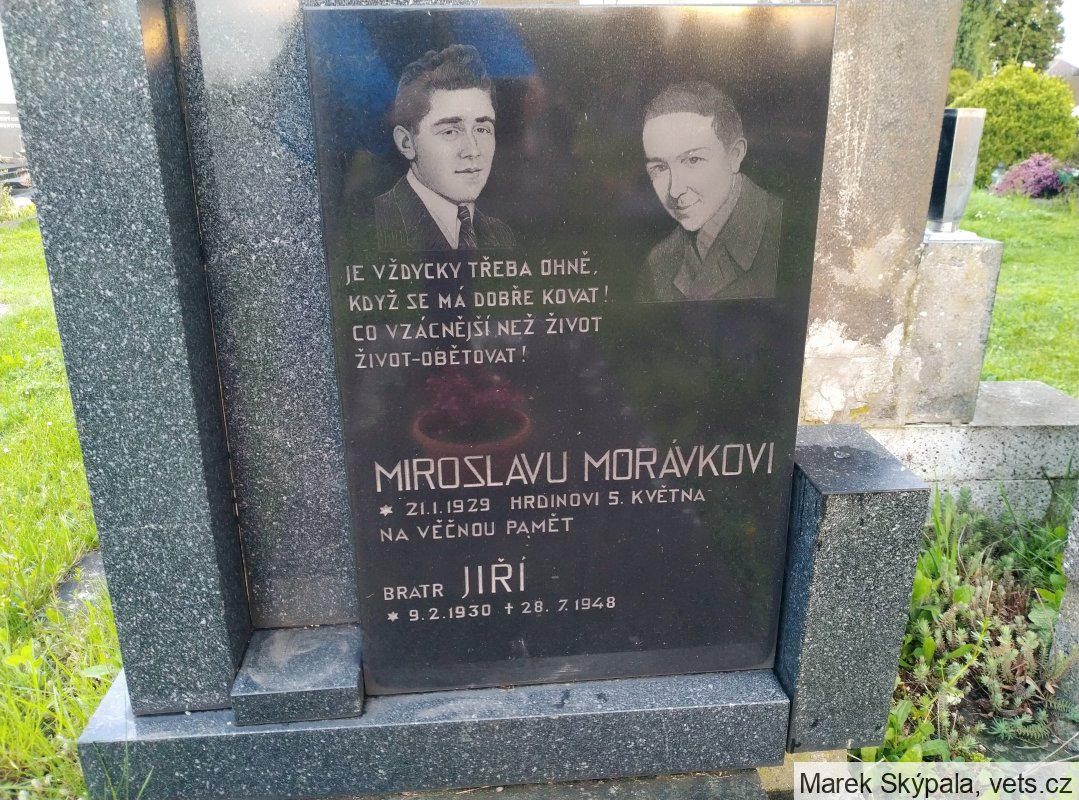 JE VŽDYCKY TŘEBA OHNĚ,
KDYŽ SE MÁ DOBŘE KOVAT!
CO VZÁCNĚJŠÍ NEŽ ŽIVOT
ŽIVOT-OBĚTOVAT!
MIROSLAVU MORÁVKOVI
* 21.1.1929 HRDINOVI 5. KVĚTNA
NA VĚČNOU PAMĚT
BRATR JIŘÍ
* 9.2.1930 + 28.7.1948
Marek Skýpala, vets.cz